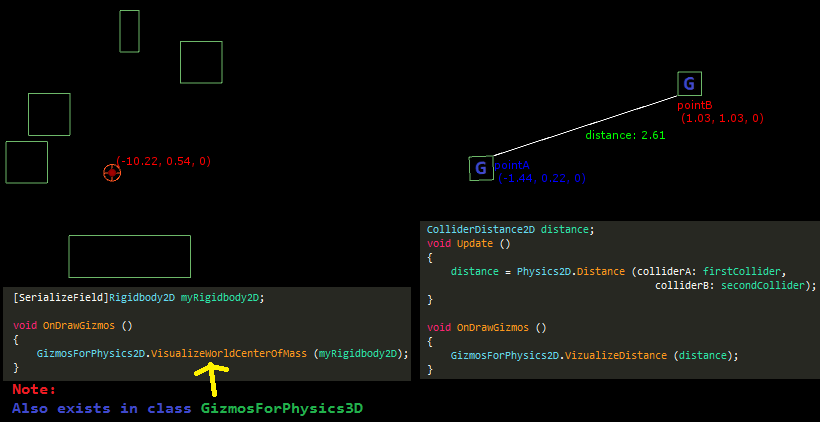 (-10.22, 0.54, 0)
[SerializeField]Rigidbody2D myRigidbody2D;
void OnDrawGizmos ()
{
GizmosForPhysics2D.VisualizeWorldCenterOfMass (myRigidbody2D);
}
Note:
Also exists in class GizmosForPhysics3D
G
pointB
(1.03, 1.03, 0)
distance: 2.61
G
pointA
(-1.44, 0.22, 0)
ColliderDistance2D distance;
void Update ()
{
distance = Physics2D.Distance (colliderA: firstCollider,
colliderB: secondCollider);
}
void OnDrawGizmos ()
{
GizmosForPhysics2D.VizualizeDistance (distance);
}